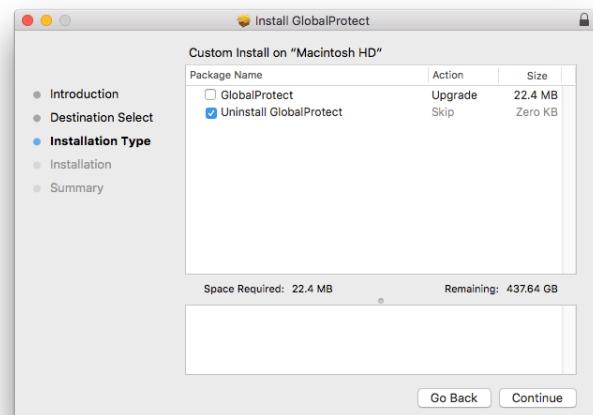 Install GlobalProtect
Custom Install on “Macintosh HD”
Package Name Action Size
GlobalProtect Upgrade 22.4 MB
Uninstall GlobalProtect Skip Zero KB
Introduction
Destination Select
Installation Type
Installation
Summary
Space Required: 22.4 MB Remaining: 437.64 GB
Go Back Continue